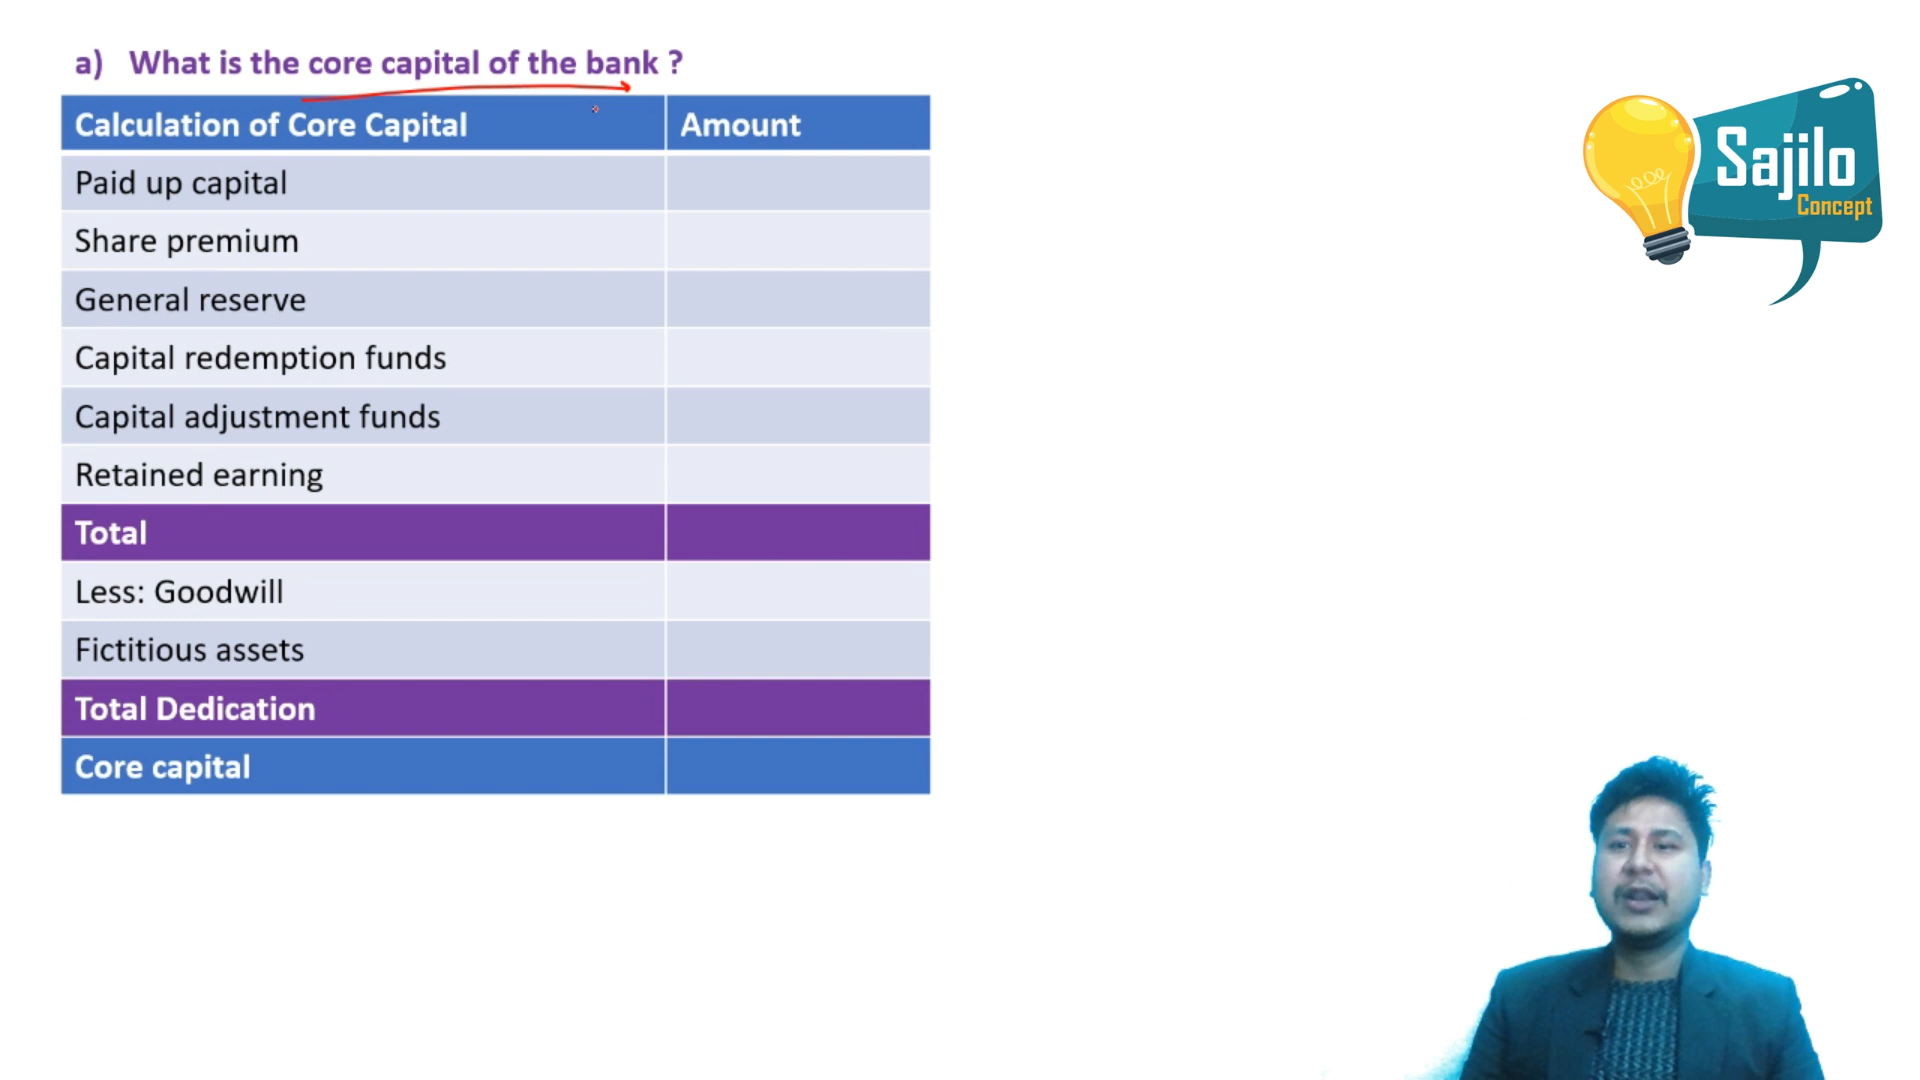 a) What is the core capital of the bank ?
Calculation of Core Capital Amount
Paid up capital
Share premium
General reserve
Capital redemption funds
Capital adjustment funds
Retained earning
Total
Less: Goodwill
Fictitious assets
Total Dedication
Core capital
Sajilo
Concept